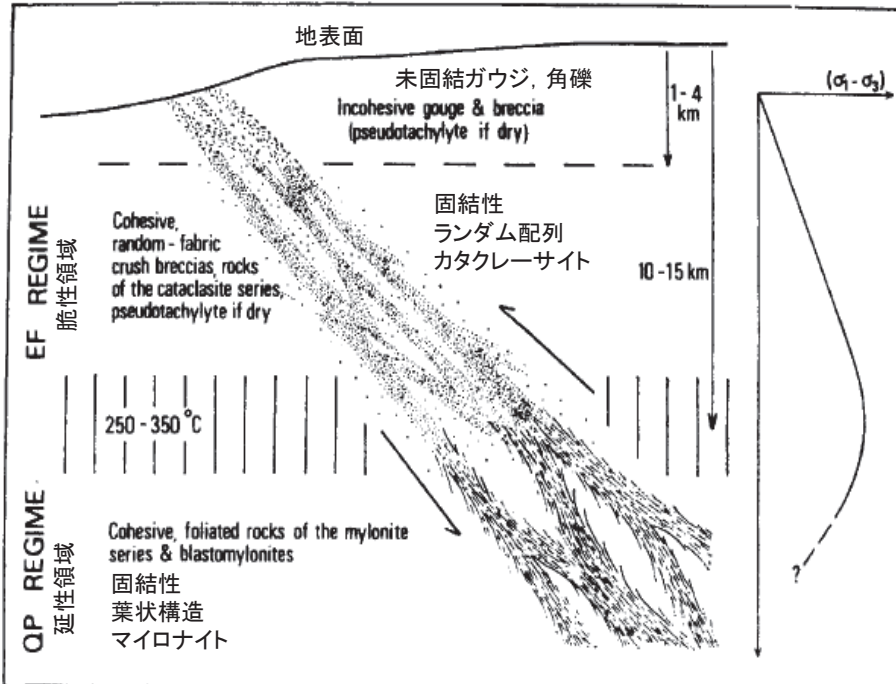 地表面
未固結ガウジ, 角礫
Incohesive gouge & breccia
(pseudotachylyte if dry)
1 - 4
km
(σ₁ - σ₃)
EF REGIME
脆性領域
Cohesive,
random - fabric
crush breccias, rocks
of the cataclasite series,
pseudotachylyte if dry
固結性
ランダム配列
カタクレーサイト
10 - 15 km
250 - 350 °C
QP REGIME
延性領域
Cohesive, foliated rocks of the mylonite
series & blastomylonites
固結性
葉状構造
マイロナイト
?